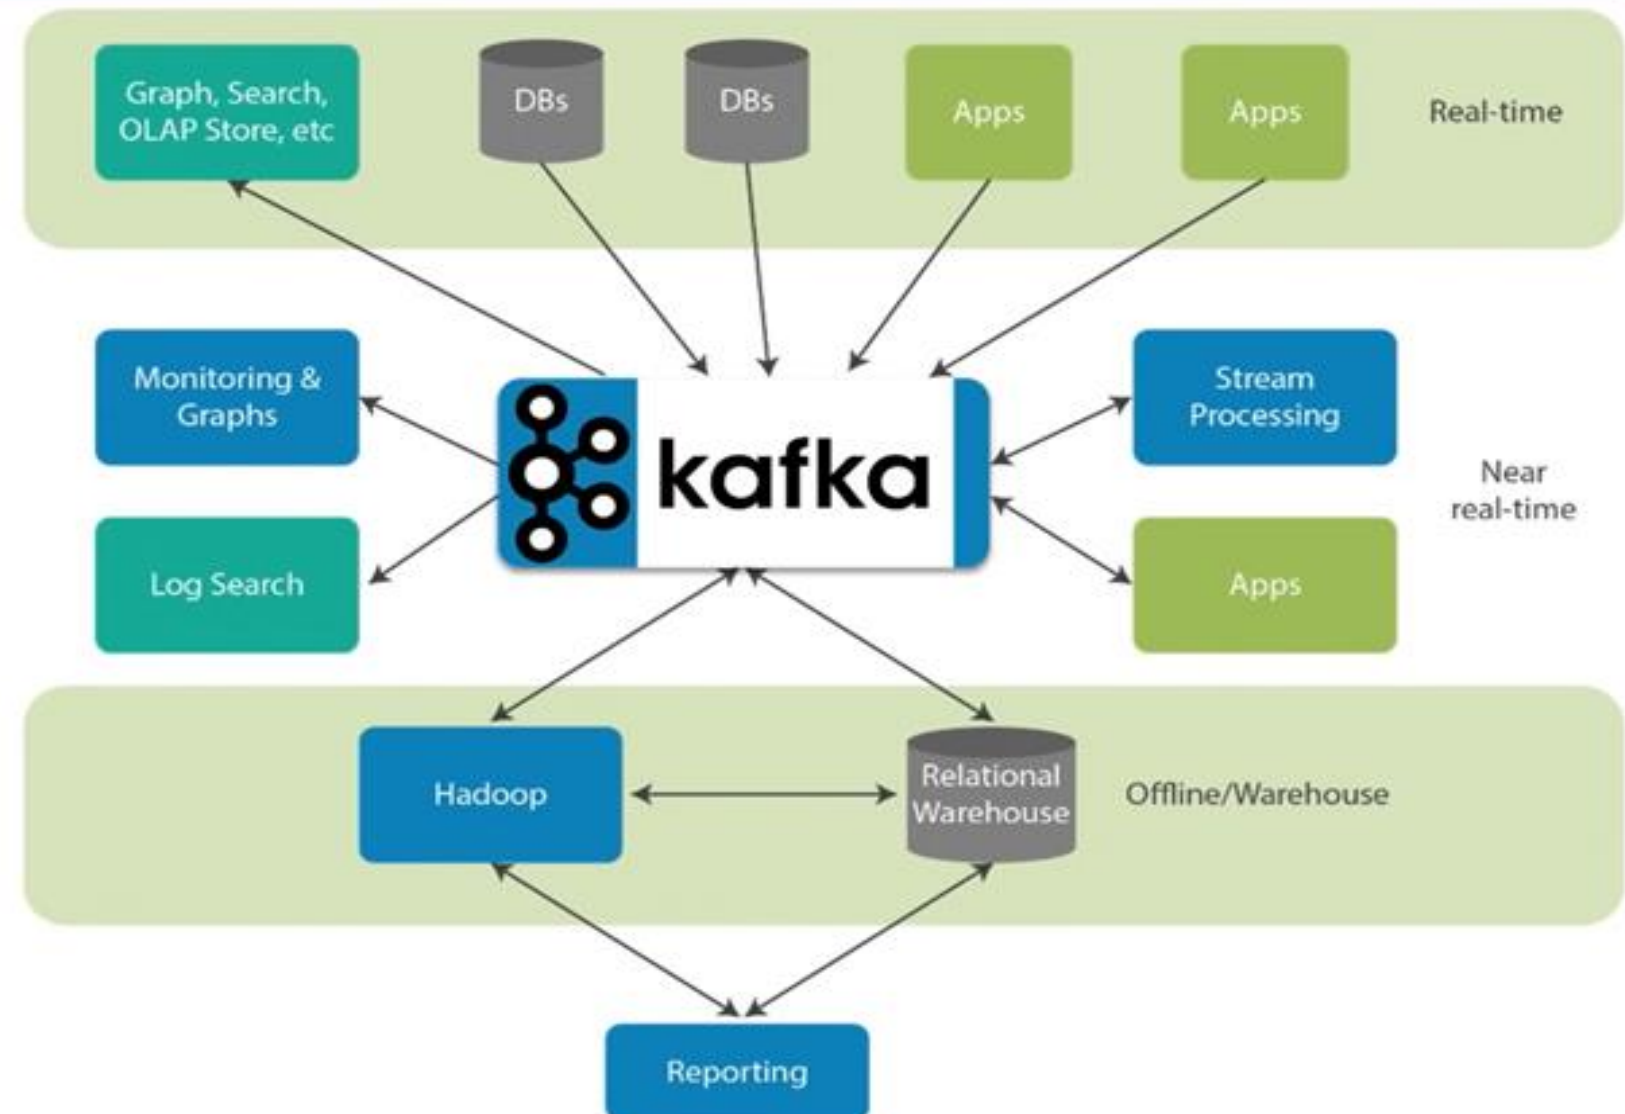 Graph, Search,
OLAP Store, etc
DBs
DBs
Apps
Apps
Real-time
Monitoring &
Graphs
kafka
Stream
Processing
Near
real-time
Log Search
Apps
Hadoop
Relational
Warehouse
Offline/Warehouse
Reporting